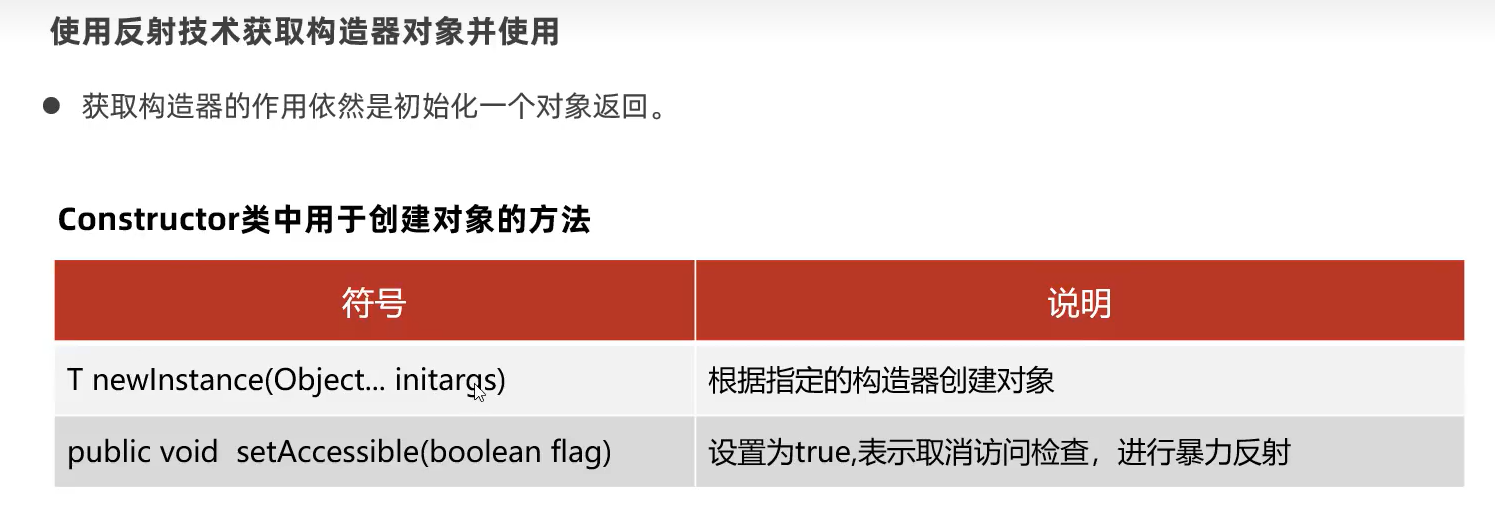 使用反射技术获取构造器对象并使用
● 获取构造器的作用依然是初始化一个对象返回。
Constructor类中用于创建对象的方法
符号 说明
T newInstance(Object... initargs) 根据指定的构造器创建对象
public void setAccessible(boolean flag) 设置为true,表示取消访问检查，进行暴力反射